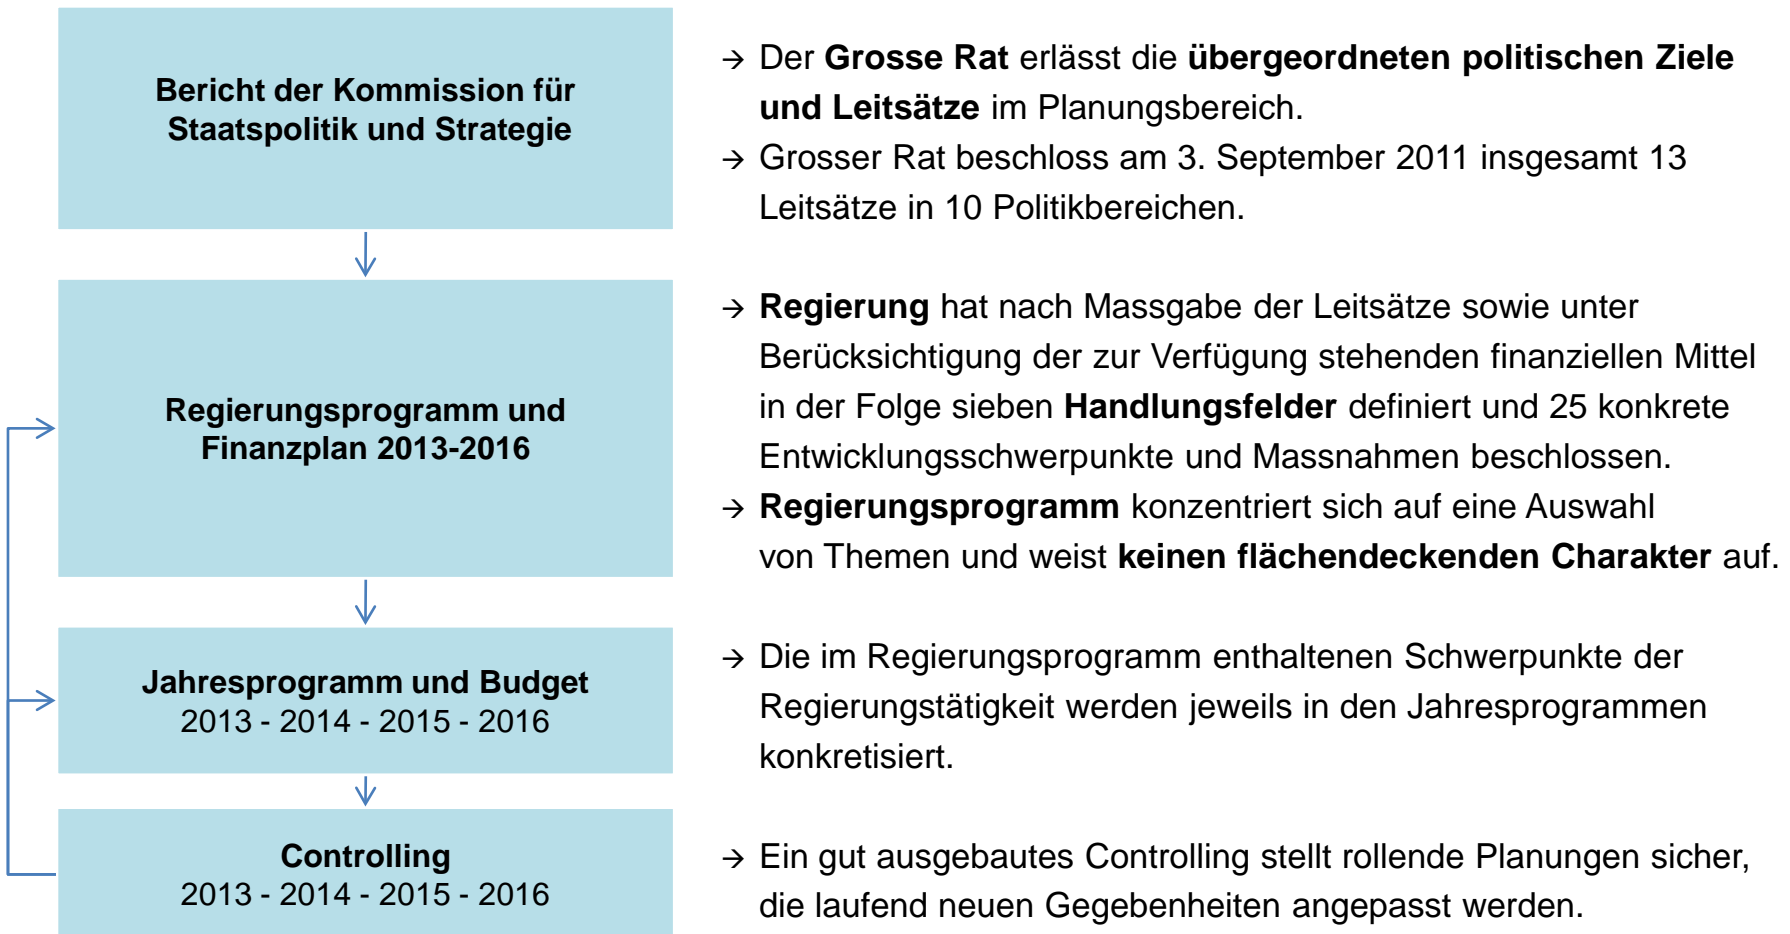 Bericht der Kommission für
Staatspolitik und Strategie
→ Der Grosse Rat erlässt die übergeordneten politischen Ziele
und Leitsätze im Planungsbereich.
→ Grosser Rat beschloss am 3. September 2011 insgesamt 13
Leitsätze in 10 Politikbereichen.
Regierungsprogramm und
Finanzplan 2013-2016
→ Regierung hat nach Massgabe der Leitsätze sowie unter
Berücksichtigung der zur Verfügung stehenden finanziellen Mittel
in der Folge sieben Handlungsfelder definiert und 25 konkrete
Entwicklungsschwerpunkte und Massnahmen beschlossen.
→ Regierungsprogramm konzentriert sich auf eine Auswahl
von Themen und weist keinen flächendeckenden Charakter auf.
Jahresprogramm und Budget
2013 - 2014 - 2015 - 2016
→ Die im Regierungsprogramm enthaltenen Schwerpunkte der
Regierungstätigkeit werden jeweils in den Jahresprogrammen
konkretisiert.
Controlling
2013 - 2014 - 2015 - 2016
→ Ein gut ausgebautes Controlling stellt rollende Planungen sicher,
die laufend neuen Gegebenheiten angepasst werden.